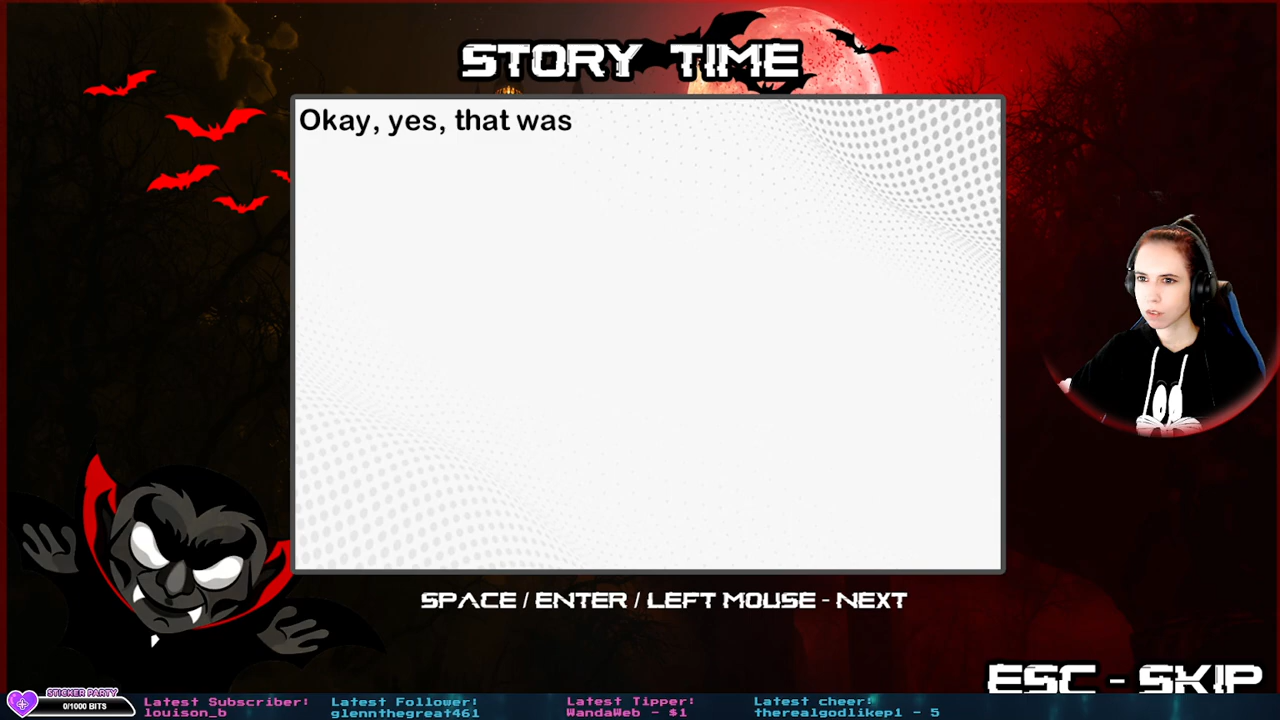 STORY TIME
Okay, yes, that was
SPACE / ENTER / LEFT MOUSE - NEXT
ESC - SKIP
STICKER PARTY
0/1000 BITS
Latest Subscriber:
louison_b
Latest Follower:
glennthegreat461
Latest Tipper:
WandaWeb - $1
Latest cheer:
therealgodlikep1 - 5